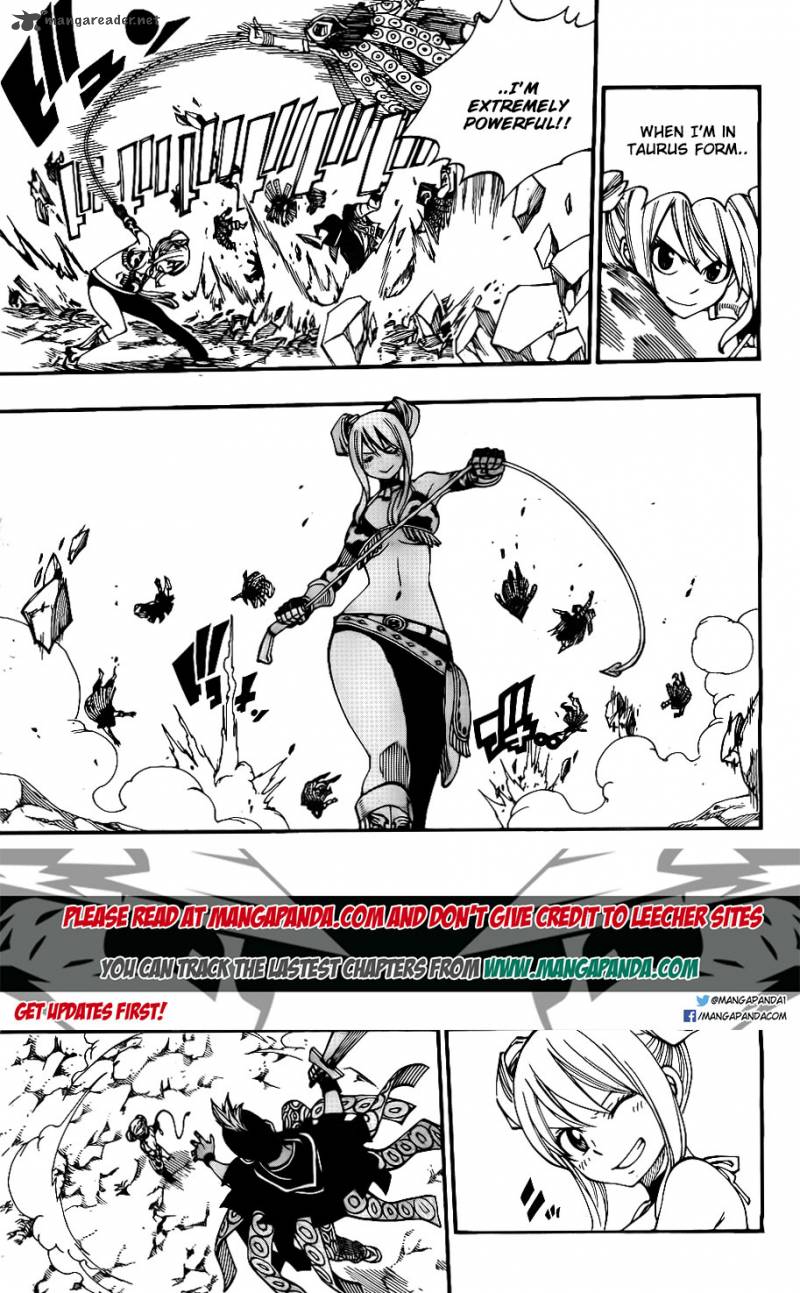 mangareader.net
WHEN I'M IN
TAURUS FORM..
..I'M
EXTREMELY
POWERFUL!!
PLEASE READ AT MANGAPANDA.COM AND DON'T GIVE CREDIT TO LEECHER SITES
YOU CAN TRACK THE LASTEST CHAPTERS FROM WWW.MANGAPANDA.COM
GET UPDATES FIRST!
@MANGAPANDA1
/MANGAPANDACOM